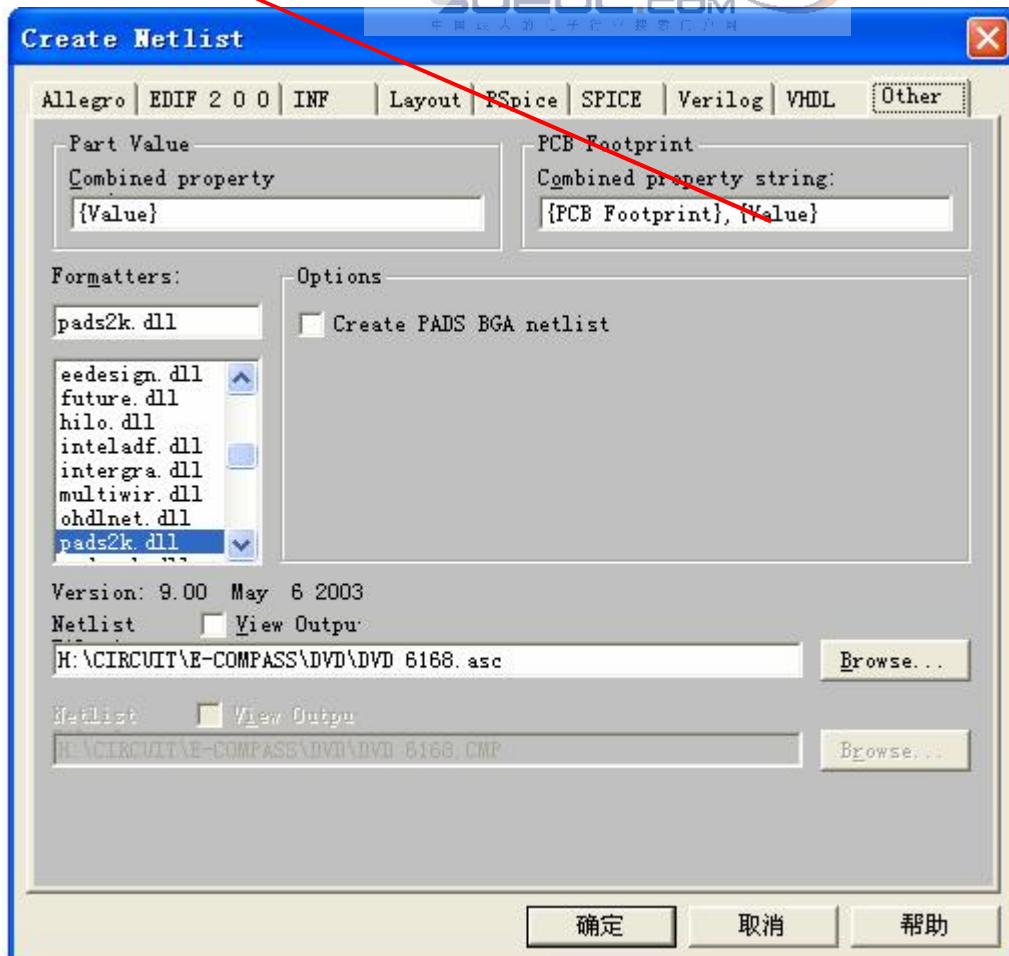 Create Netlist
Allegro EDIF 2 0 0 INF Layout PSpice SPICE Verilog VHDL Other
Part Value
Combined property
{Value}
PCB Footprint
Combined property string:
{PCB Footprint}, {Value}
Formatters:
pads2k.dll
eedesign.dll
future.dll
hilo.dll
inteladf.dll
intergra.dll
multiwir.dll
ohdlnet.dll
pads2k.dll
Options
Create PADS BGA netlist
Version: 9.00 May 6 2003
Netlist View Outpu
H:\CIRCUIT\E-COMPASS\DVD\DVD 6168.asc
Browse...
Netlist View Outpu
H:\CIRCUIT\E-COMPASS\DVD\DVD 6168.CMP
Browse...
确定 取消 帮助